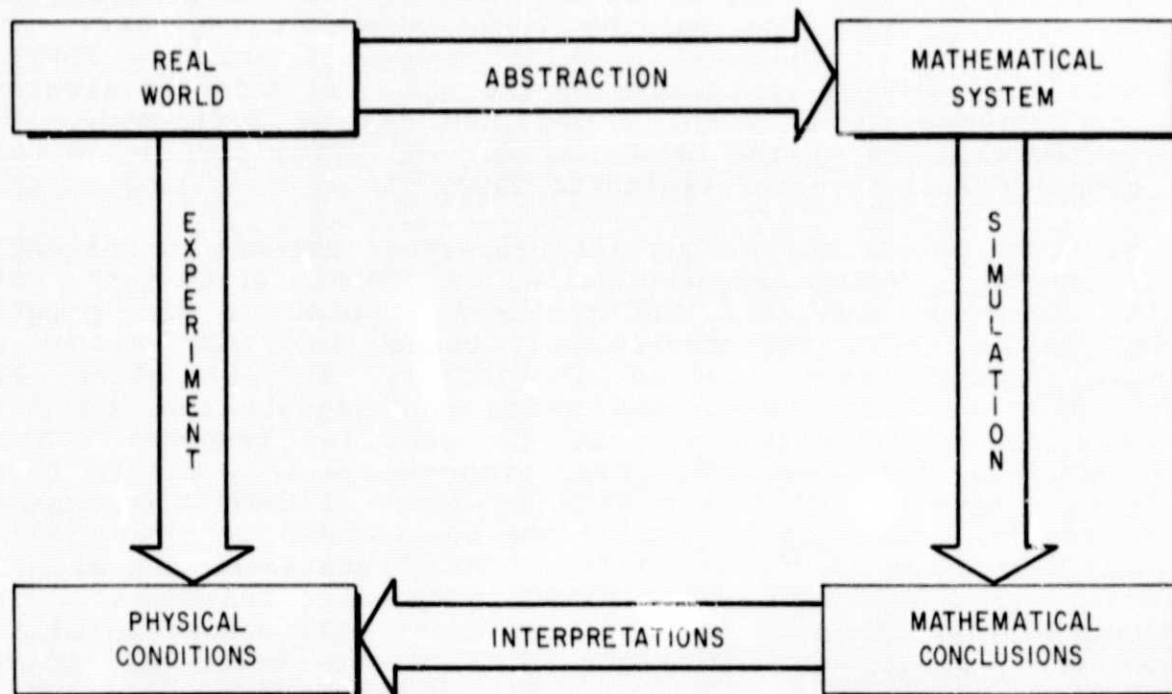 REAL
WORLD
ABSTRACTION
MATHEMATICAL
SYSTEM
EXPERIMENT
SIMULATION
PHYSICAL
CONDITIONS
INTERPRETATIONS
MATHEMATICAL
CONCLUSIONS